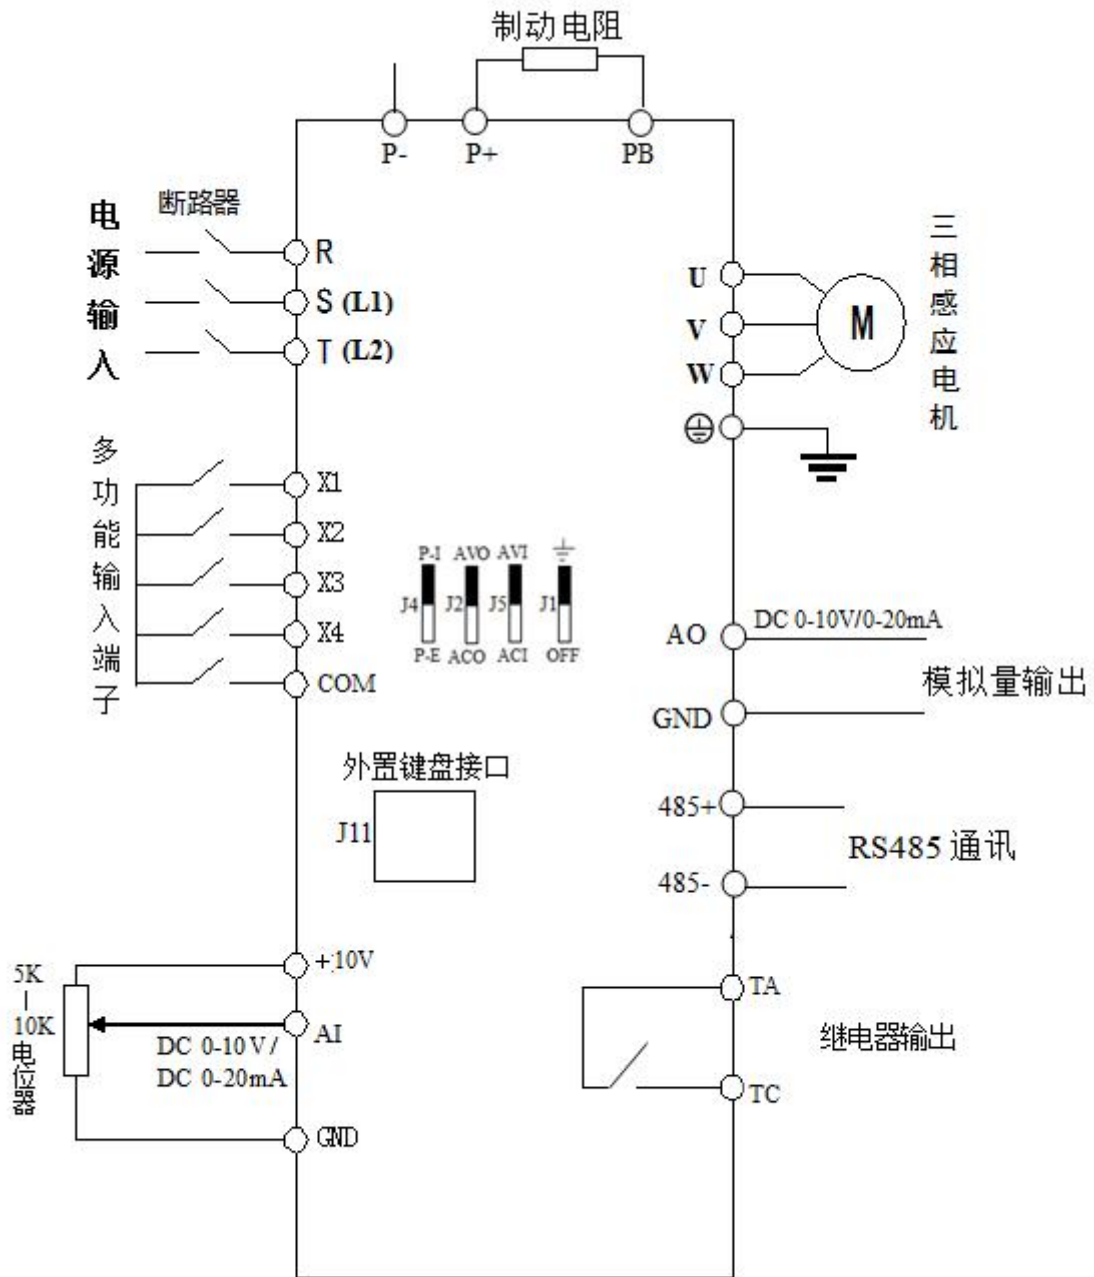 制动电阻
P-
P+
PB
断路器
电源输入
R
S (L1)
T (L2)
U
V
W
M
三相感应电机
多功能输入端子
X1
X2
X3
X4
COM
P-I AVO AVI
J4 J2 J5 J1
P-E ACO ACI OFF
AO
DC 0-10V/0-20mA
GND
模拟量输出
外置键盘接口
J11
485+
485-
RS485 通讯
+10V
5K
10K
电位器
AI
DC 0-10V/
DC 0-20mA
GND
TA
TC
继电器输出